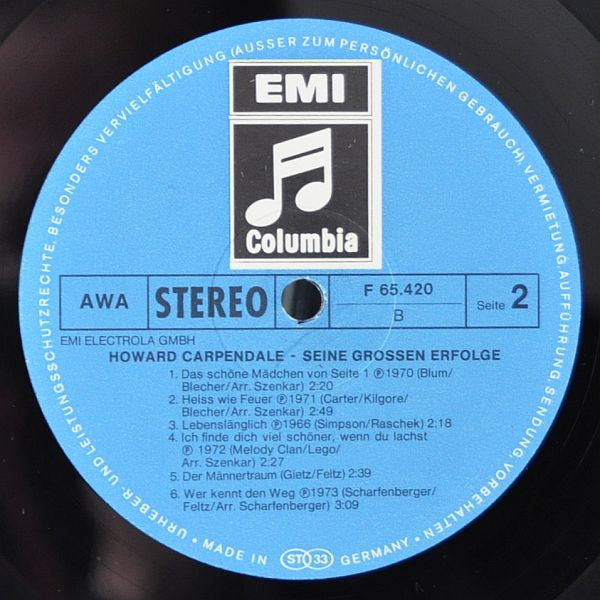 URHEBER- UND LEISTUNGSSCHUTZRECHTE, BESONDERS VERVIELFÄLTIGUNG (AUSSER ZUM PERSÖNLICHEN GEBRAUCH), VERMIETUNG, AUFFÜHRUNG, SENDUNG, VORBEHALTEN
EMI
Columbia
AWA
STEREO
F 65.420
B
Seite 2
EMI ELECTROLA GMBH
HOWARD CARPENDALE - SEINE GROSSEN ERFOLGE
1. Das schöne Mädchen von Seite 1 ℗ 1970 (Blum/
Blecher/Arr. Szenkar) 2:20
2. Heiss wie Feuer ℗ 1971 (Carter/Kilgore/
Blecher/Arr. Szenkar) 2:49
3. Lebenslänglich ℗ 1966 (Simpson/Raschek) 2:18
4. Ich finde dich viel schöner, wenn du lachst
℗ 1972 (Melody Clan/Lego/
Arr. Szenkar) 2:27
5. Der Männertraum (Gietz/Feltz) 2:39
6. Wer kennt den Weg ℗ 1973 (Scharfenberger/
Feltz/Arr. Scharfenberger) 3:09
• MADE IN STO 33 GERMANY •